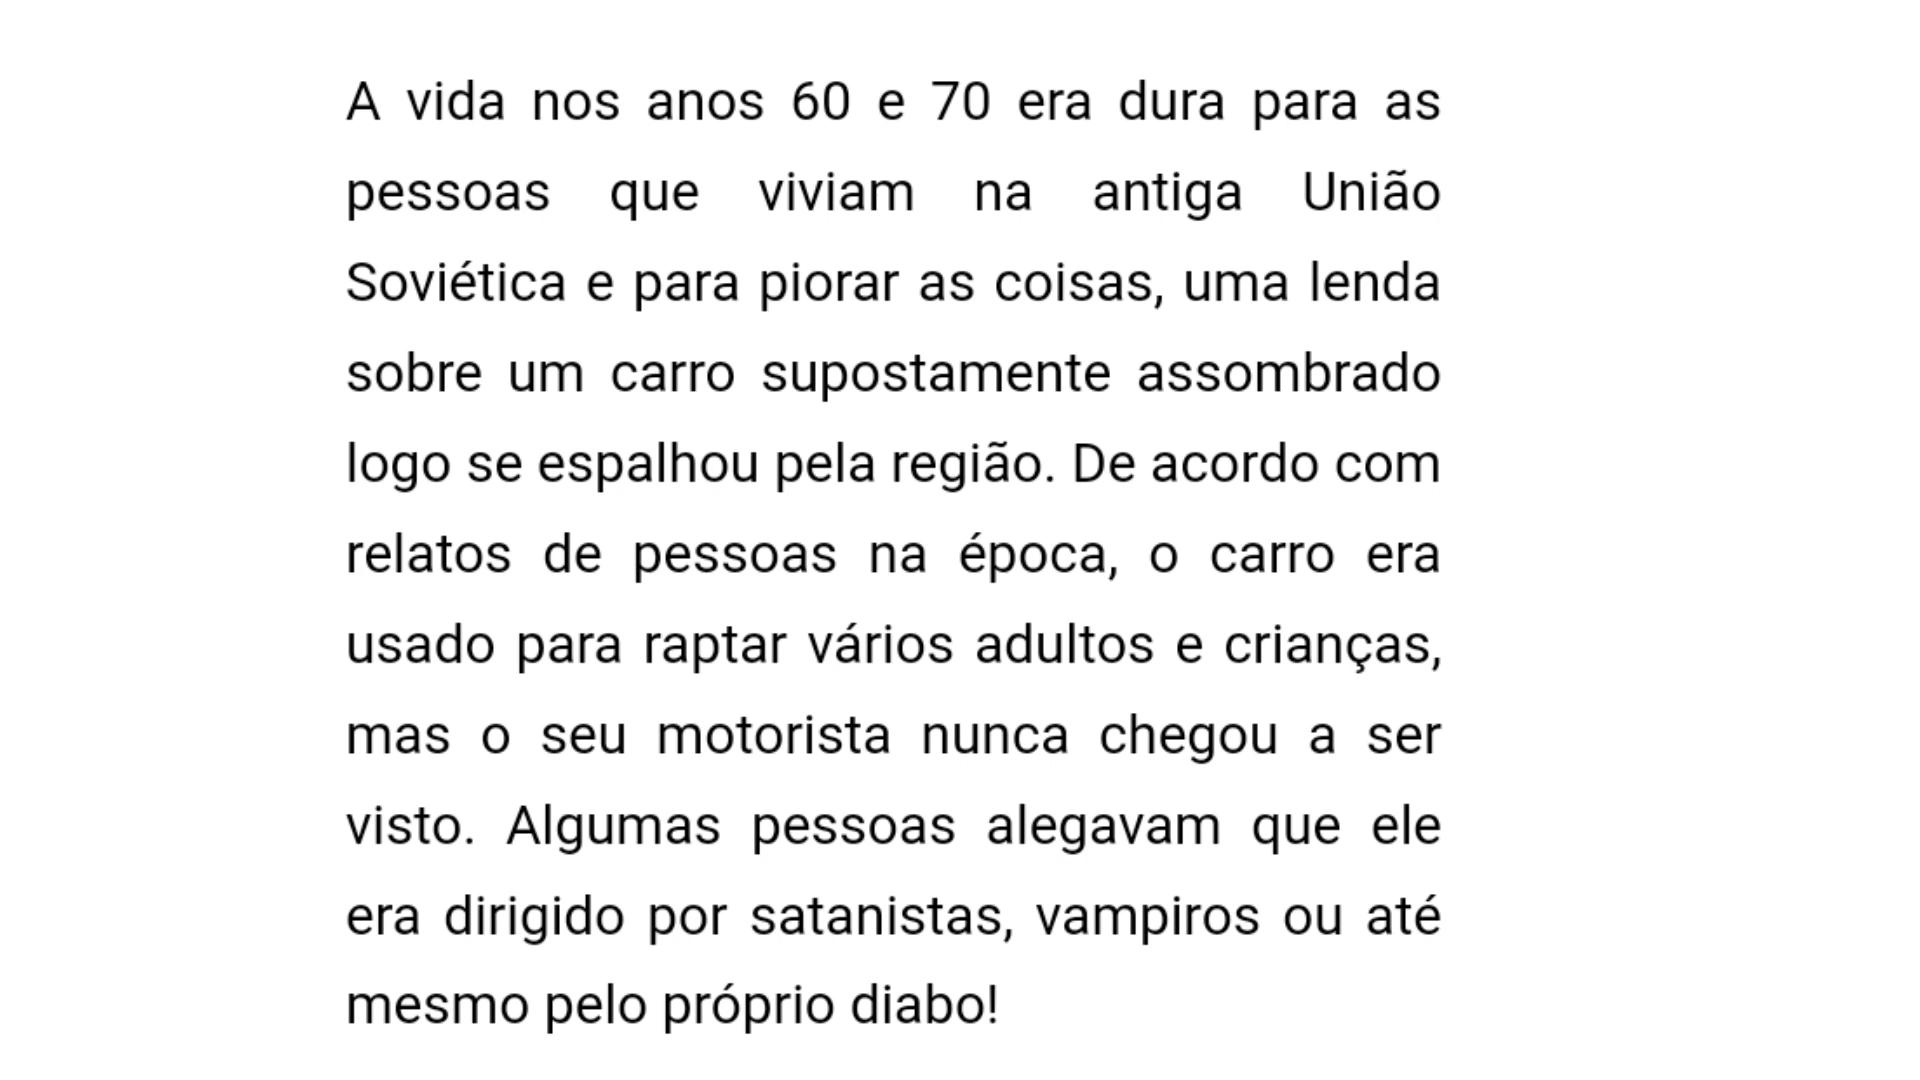 A vida nos anos 60 e 70 era dura para as
pessoas que viviam na antiga União
Soviética e para piorar as coisas, uma lenda
sobre um carro supostamente assombrado
logo se espalhou pela região. De acordo com
relatos de pessoas na época, o carro era
usado para raptar vários adultos e crianças,
mas o seu motorista nunca chegou a ser
visto. Algumas pessoas alegavam que ele
era dirigido por satanistas, vampiros ou até
mesmo pelo próprio diabo!